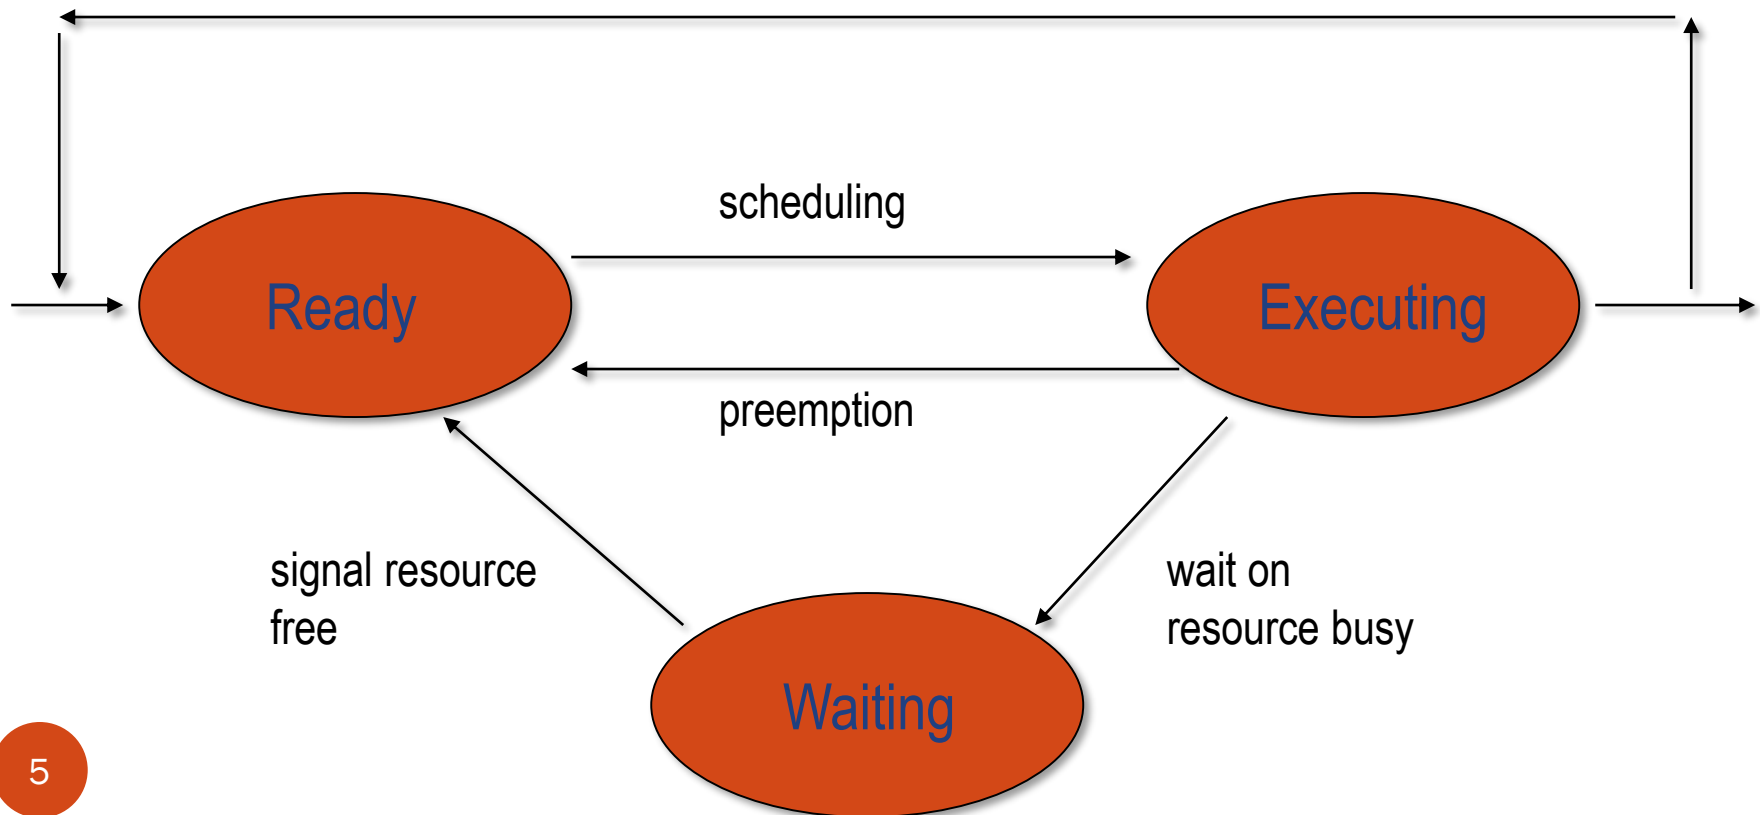 scheduling
Ready
Executing
preemption
signal resource
free
wait on
resource busy
Waiting
5